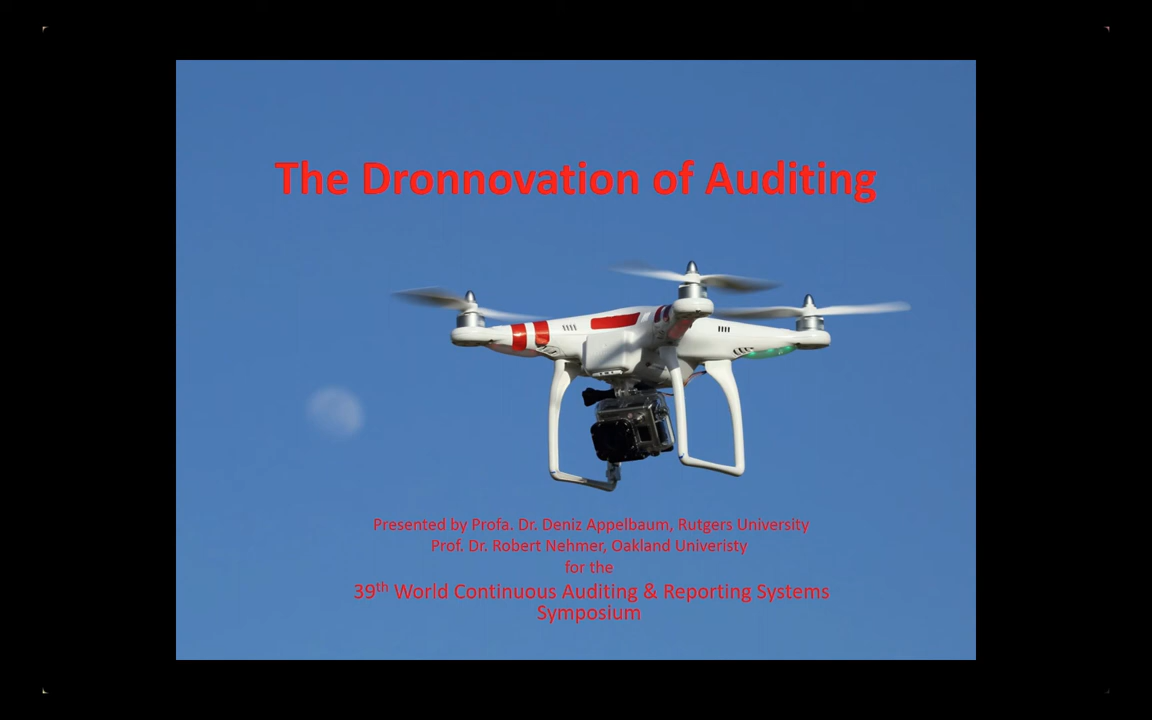 The Dronnovation of Auditing
Presented by Profa. Dr. Deniz Appelbaum, Rutgers University
Prof. Dr. Robert Nehmer, Oakland Univeristy
for the
39th World Continuous Auditing & Reporting Systems
Symposium